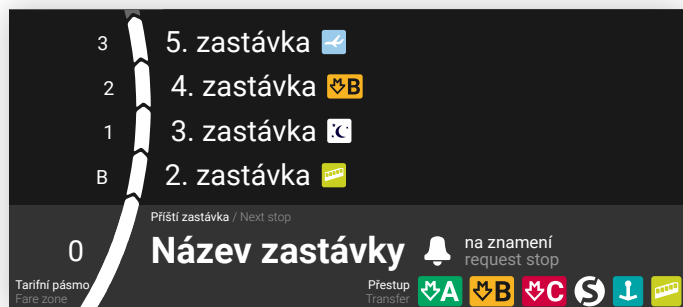 3 5. zastávka
2 4. zastávka B
1 3. zastávka
B 2. zastávka
Příští zastávka / Next stop
0 Název zastávky na znamení
request stop
Tarifní pásmo Přestup A B C S
Fare zone Transfer